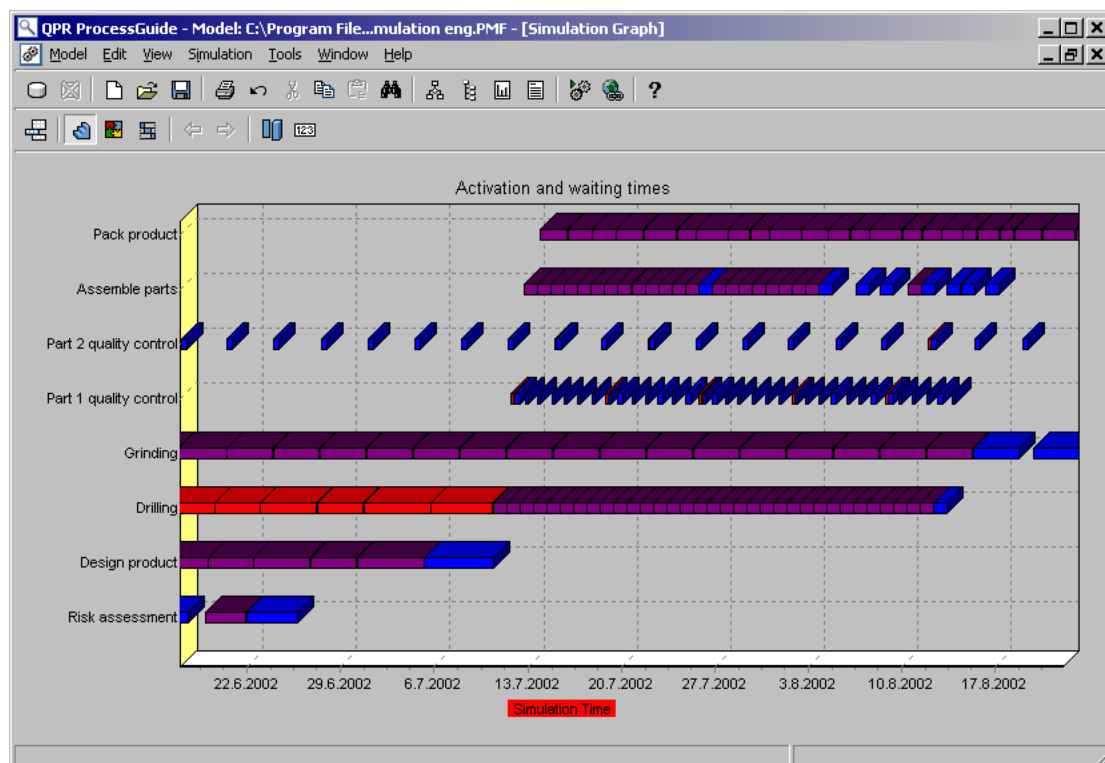 QPR ProcessGuide - Model: C:\Program File...mulation eng.PMF - [Simulation Graph]
Model Edit View Simulation Tools Window Help
?
123
Activation and waiting times
Pack product
Assemble parts
Part 2 quality control
Part 1 quality control
Grinding
Drilling
Design product
Risk assessment
22.6.2002 29.6.2002 6.7.2002 13.7.2002 20.7.2002 27.7.2002 3.8.2002 10.8.2002 17.8.2002
Simulation Time